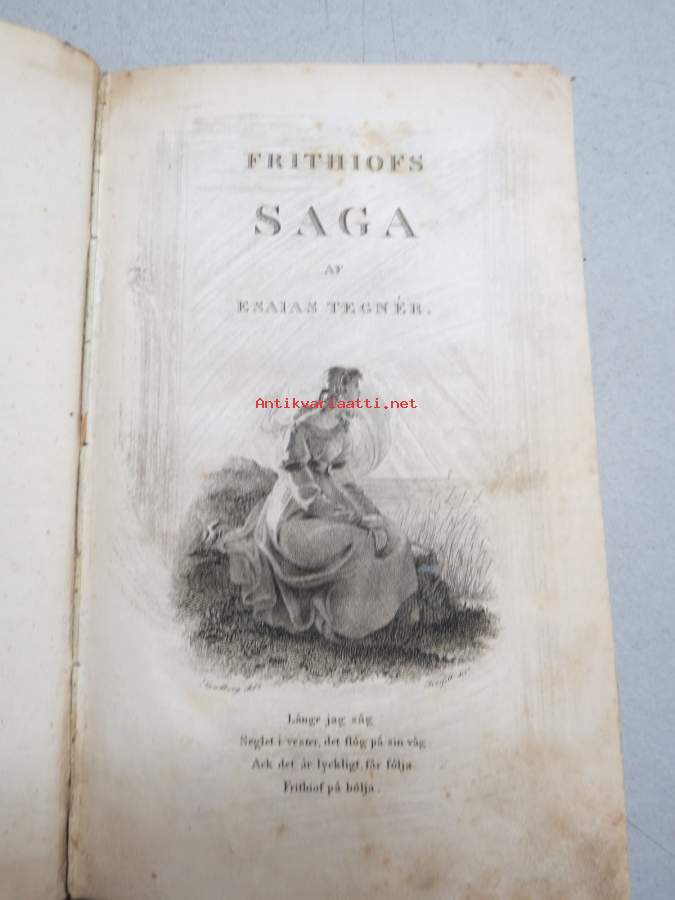 FRITHIOFS
SAGA
AF
ESAIAS TEGNÉR.
Antikvariaatti.net
Långe jag såg
Seglet i vester, det flög på sin våg
Ack det är lyckligt, får följa
Frithiof på bölja.